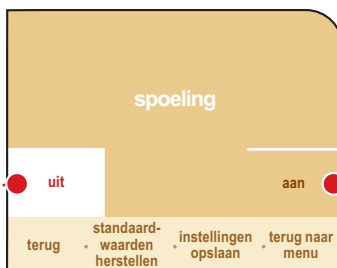 spoeling
uit
aan
terug
standaard-
waarden
herstellen
instellingen
opslaan
terug naar
menu